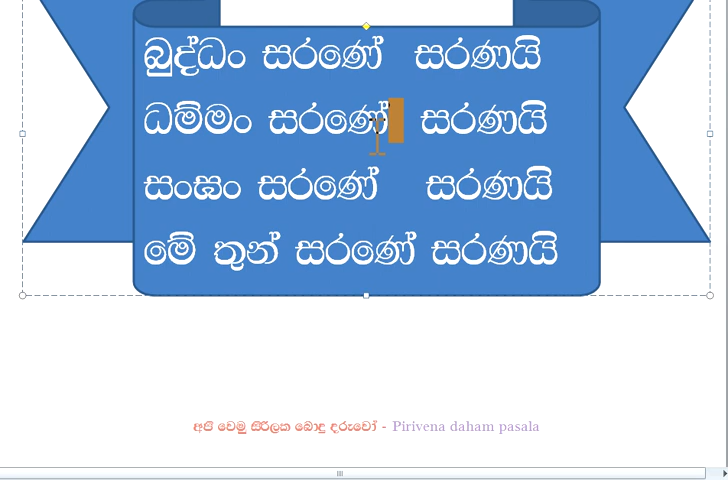 බුද්ධං සරණේ සරණයි
ධම්මං සරණේ සරණයි
සංඝං සරණේ සරණයි
මේ තුන් සරණේ සරණයි
අපි වෙමු සිරිලක බොදු දරුවෝ - Pirivena daham pasala